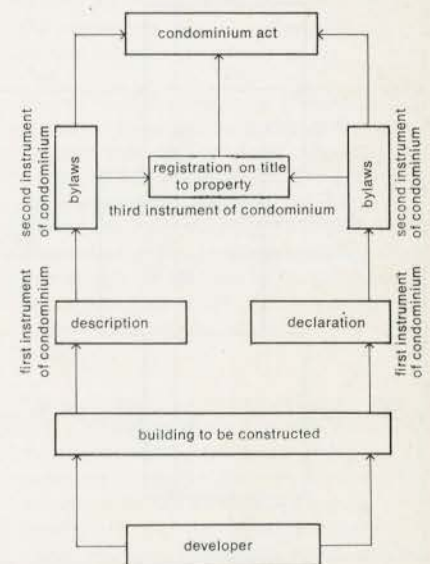 condominium act
second instrument
of condominium
bylaws
registration on title
to property
third instrument of condominium
bylaws
second instrument
of condominium
first instrument
of condominium
description
declaration
first instrument
of condominium
building to be constructed
developer